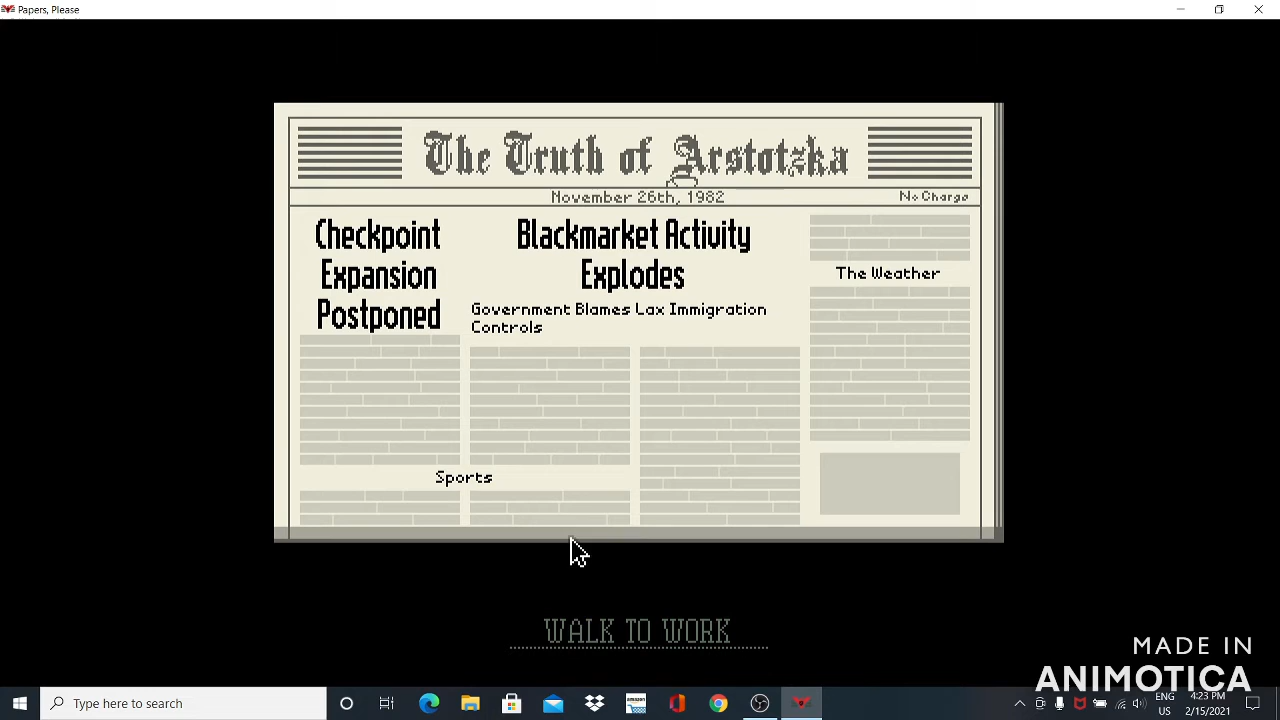 Papers, Please
The Truth of Arstotzka
November 26th, 1982
No Charge
Checkpoint
Expansion
Postponed
Blackmarket Activity
Explodes
Government Blames Lax Immigration
Controls
The Weather
Sports
WALK TO WORK
MADE IN
ANIMOTICA
Type here to search
amazon
ENG
US
4:23 PM
2/15/2021